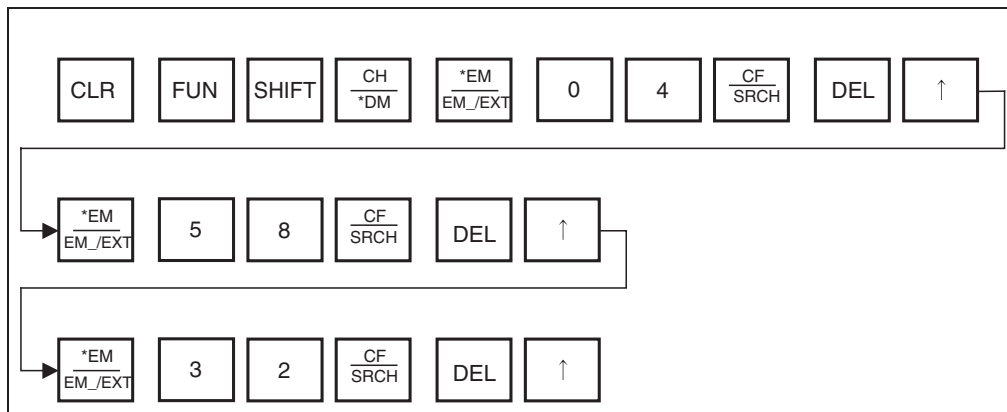 CLR FUN SHIFT CH/*DM *EM/EM_/EXT 0 4 CF/SRCH DEL ↑
*EM/EM_/EXT 5 8 CF/SRCH DEL ↑
*EM/EM_/EXT 3 2 CF/SRCH DEL ↑